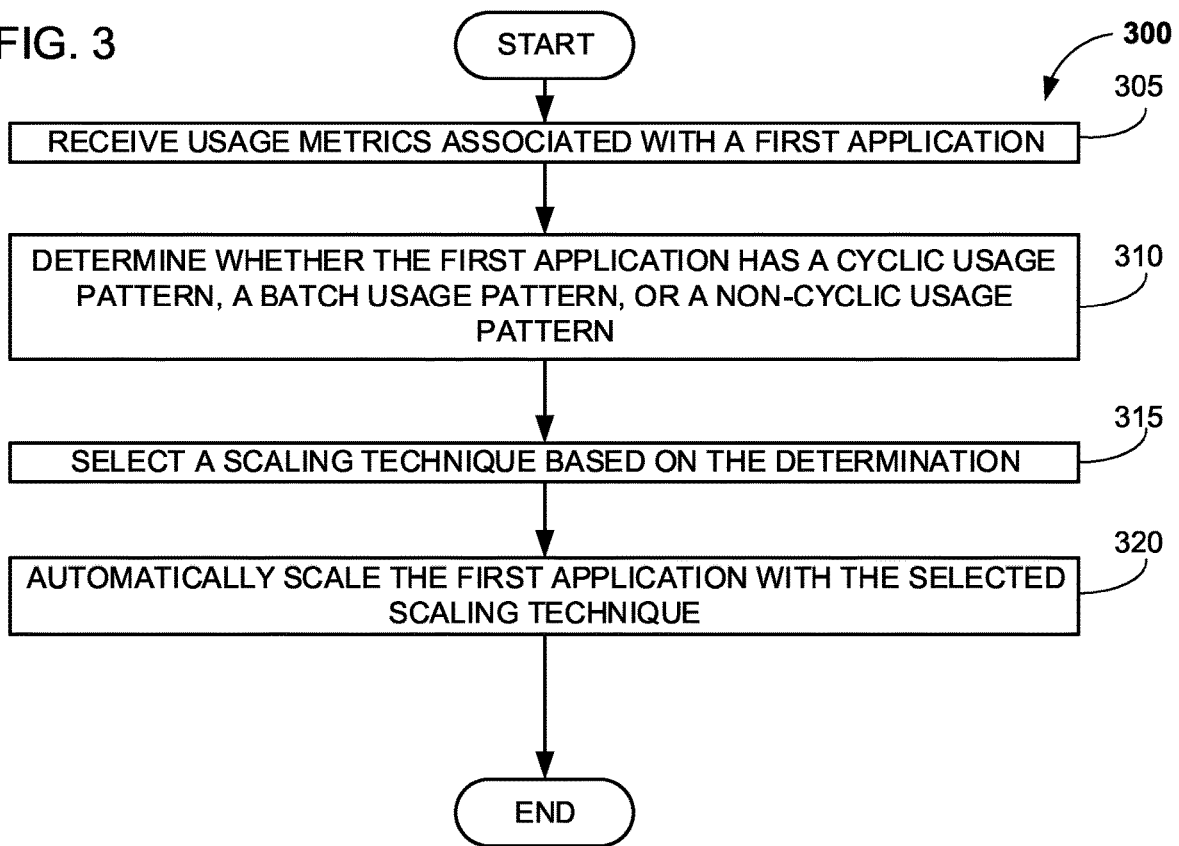 FIG. 3
START
300
305
RECEIVE USAGE METRICS ASSOCIATED WITH A FIRST APPLICATION
DETERMINE WHETHER THE FIRST APPLICATION HAS A CYCLIC USAGE
PATTERN, A BATCH USAGE PATTERN, OR A NON-CYCLIC USAGE
PATTERN
310
315
SELECT A SCALING TECHNIQUE BASED ON THE DETERMINATION
320
AUTOMATICALLY SCALE THE FIRST APPLICATION WITH THE SELECTED
SCALING TECHNIQUE
END